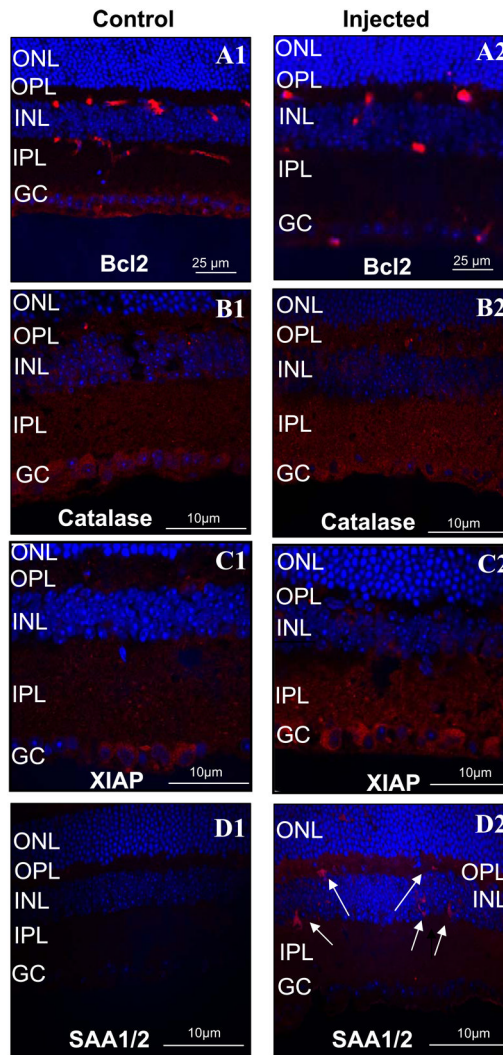 Control
Injected
ONL
A1
OPL
INL
IPL
GC
Bcl2
25 µm
ONL
A2
OPL
INL
IPL
GC
Bcl2
25 µm
ONL
B1
OPL
INL
IPL
GC
Catalase
10µm
ONL
B2
OPL
INL
IPL
GC
Catalase
10µm
ONL
C1
OPL
INL
IPL
GC
XIAP
10µm
ONL
C2
OPL
INL
IPL
GC
XIAP
10µm
ONL
D1
OPL
INL
IPL
GC
SAA1/2
10µm
ONL
D2
OPL
INL
IPL
GC
SAA1/2
10µm